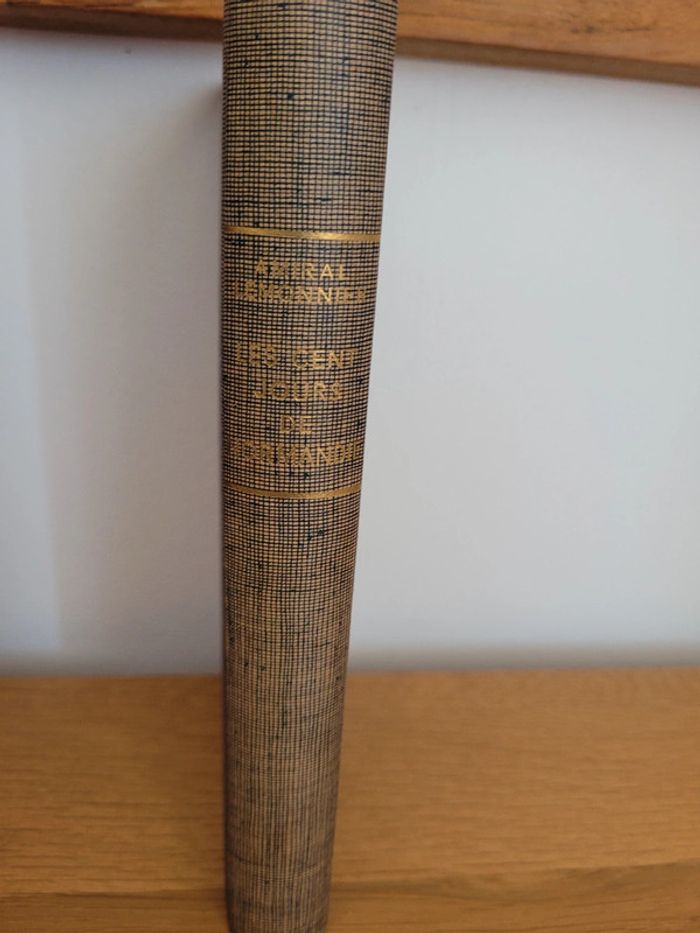 AMIRAL
LEMONNIER
LES CENT
JOURS
DE
NORMANDIE